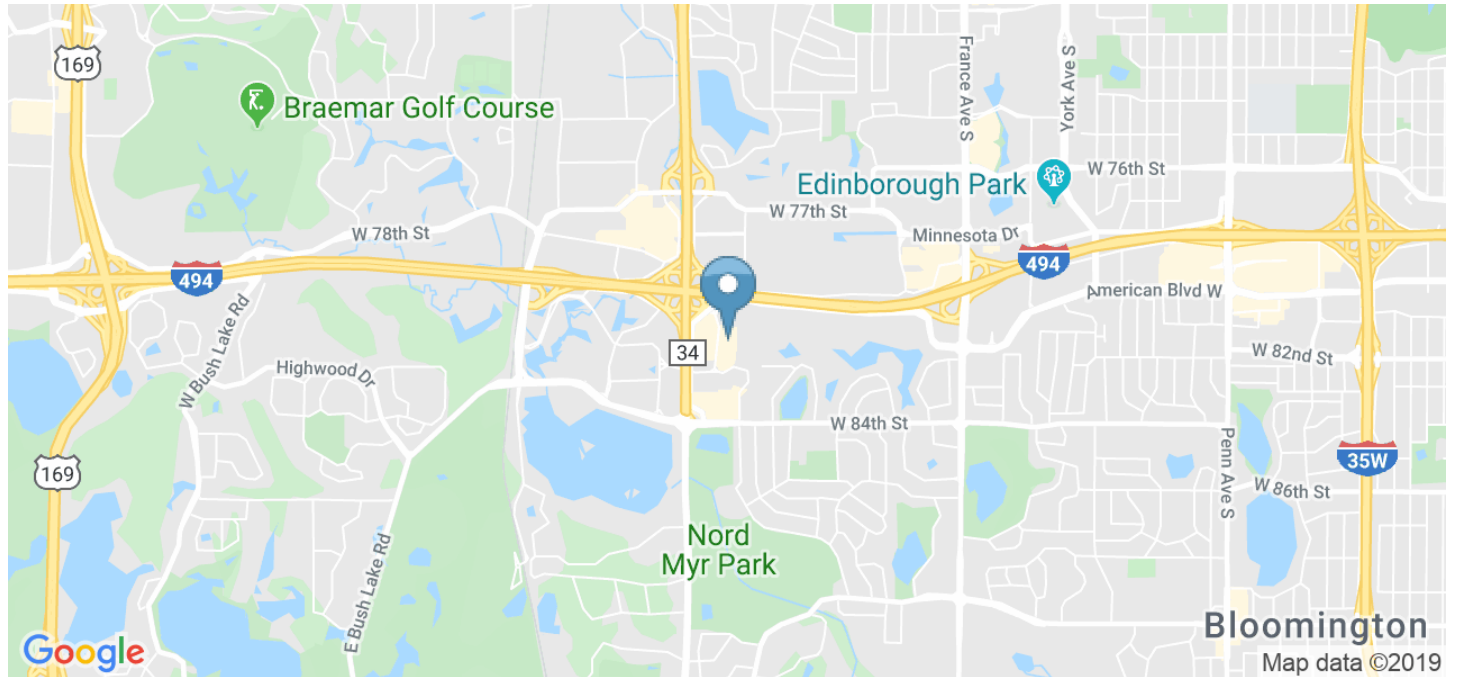 169
France Ave S
York Ave S
Braemar Golf Course
W 76th St
Edinborough Park
W 77th St
W 78th St
Minnesota Dr
494
494
American Blvd W
W Bush Lake Rd
34
W 82nd St
Highwood Dr
W 84th St
Penn Ave S
35W
169
W 86th St
Nord
Myr Park
E Bush Lake Rd
Bloomington
Google
Map data ©2019